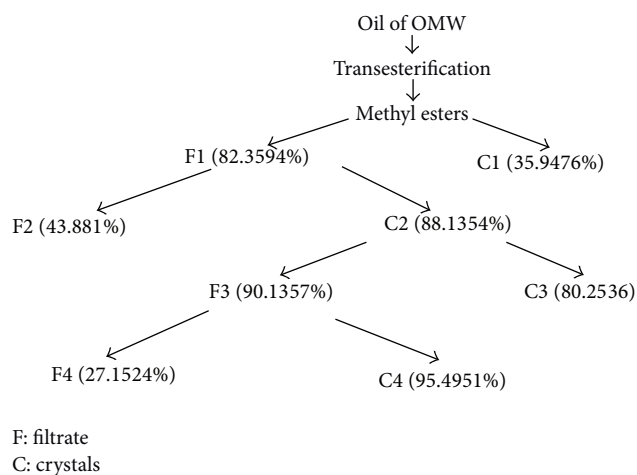 Oil of OMW
Transesterification
Methyl esters
F1 (82.3594%)
C1 (35.9476%)
F2 (43.881%)
C2 (88.1354%)
F3 (90.1357%)
C3 (80.2536)
F4 (27.1524%)
C4 (95.4951%)
F: filtrate
C: crystals